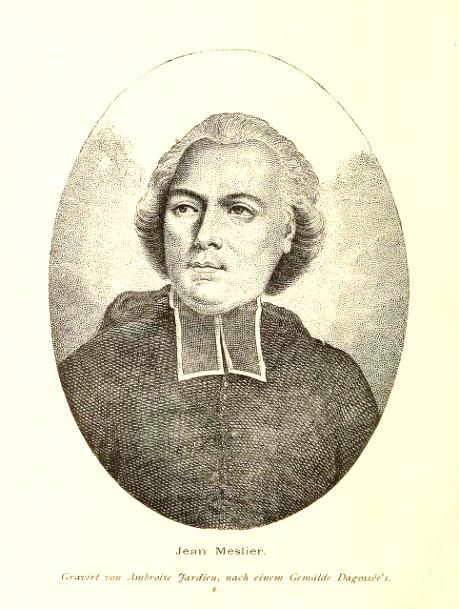 Jean Meslier.
Gravirt von Ambroise Jardieu, nach einem Gemälde Dagossée's.